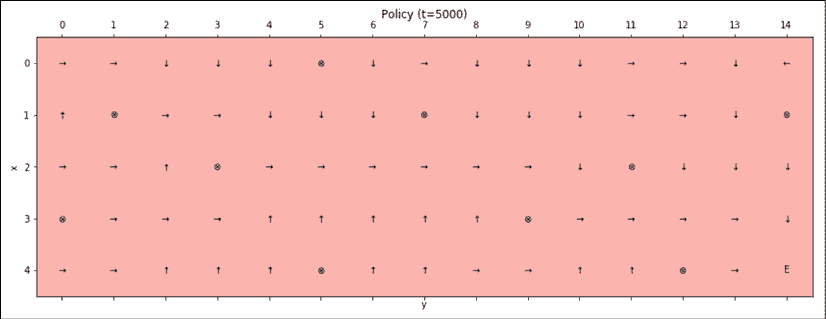 Policy (t=5000)
0 1 2 3 4 5 6 7 8 9 10 11 12 13 14
0 → → ↓ ↓ ↓ ⊗ ↓ → ↓ ↓ ↓ → → ↓ ←
1 ↑ ⊗ → → ↓ ↓ ↓ ⊗ ↓ ↓ ↓ → → ↓ ⊗
x 2 → → ↑ ⊗ → → → → → → ↓ ⊗ ↓ ↓ ↓
3 ⊗ → → → ↑ ↑ ↑ ↑ ↑ ⊗ → → → → ↓
4 → → ↑ ↑ ↑ ⊗ ↑ ↑ → → ↑ ↑ ⊗ → E
y